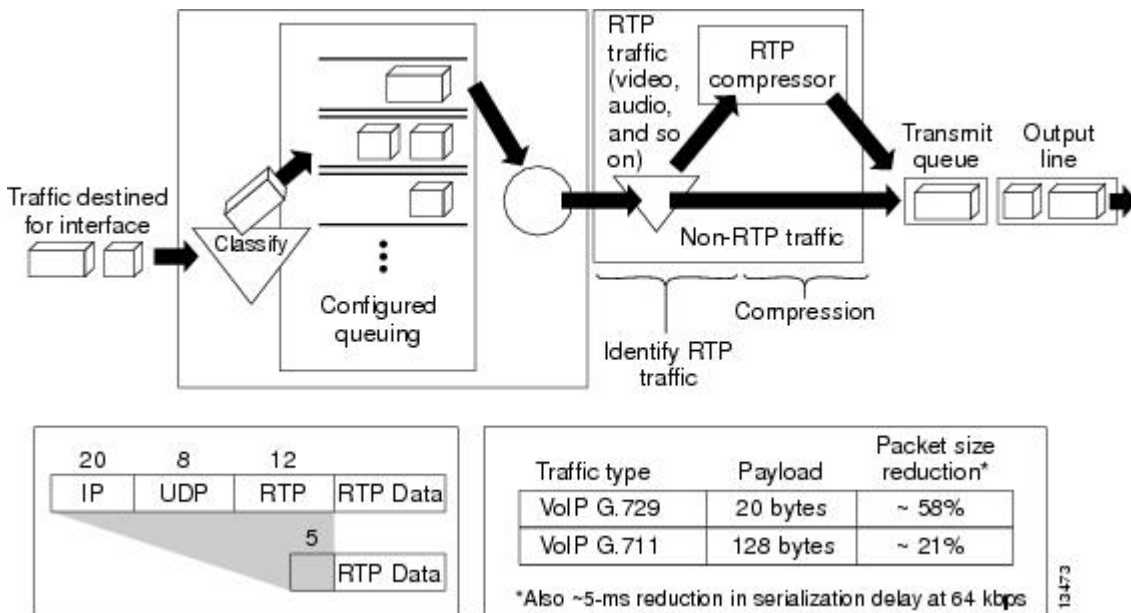 RTP
traffic
(video,
audio,
and so
on)
RTP
compressor
Transmit
queue
Output
line
Traffic destined
for interface
Classify
Non-RTP traffic
Configured
queuing
Compression
Identify RTP
traffic
20 8 12
IP UDP RTP RTP Data
5
RTP Data
Traffic type Payload Packet size
reduction*
VoIP G.729 20 bytes ~ 58%
VoIP G.711 128 bytes ~ 21%
*Also ~5-ms reduction in serialization delay at 64 kbps
13473